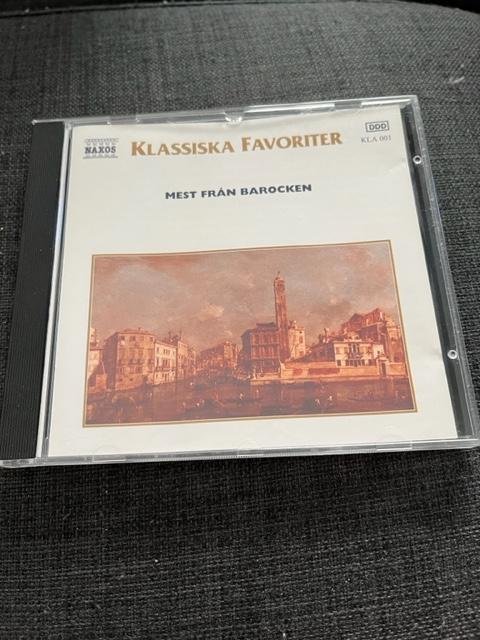 NAXOS
KLASSISKA FAVORITER
DDD
KLA 001
MEST FRÅN BAROCKEN